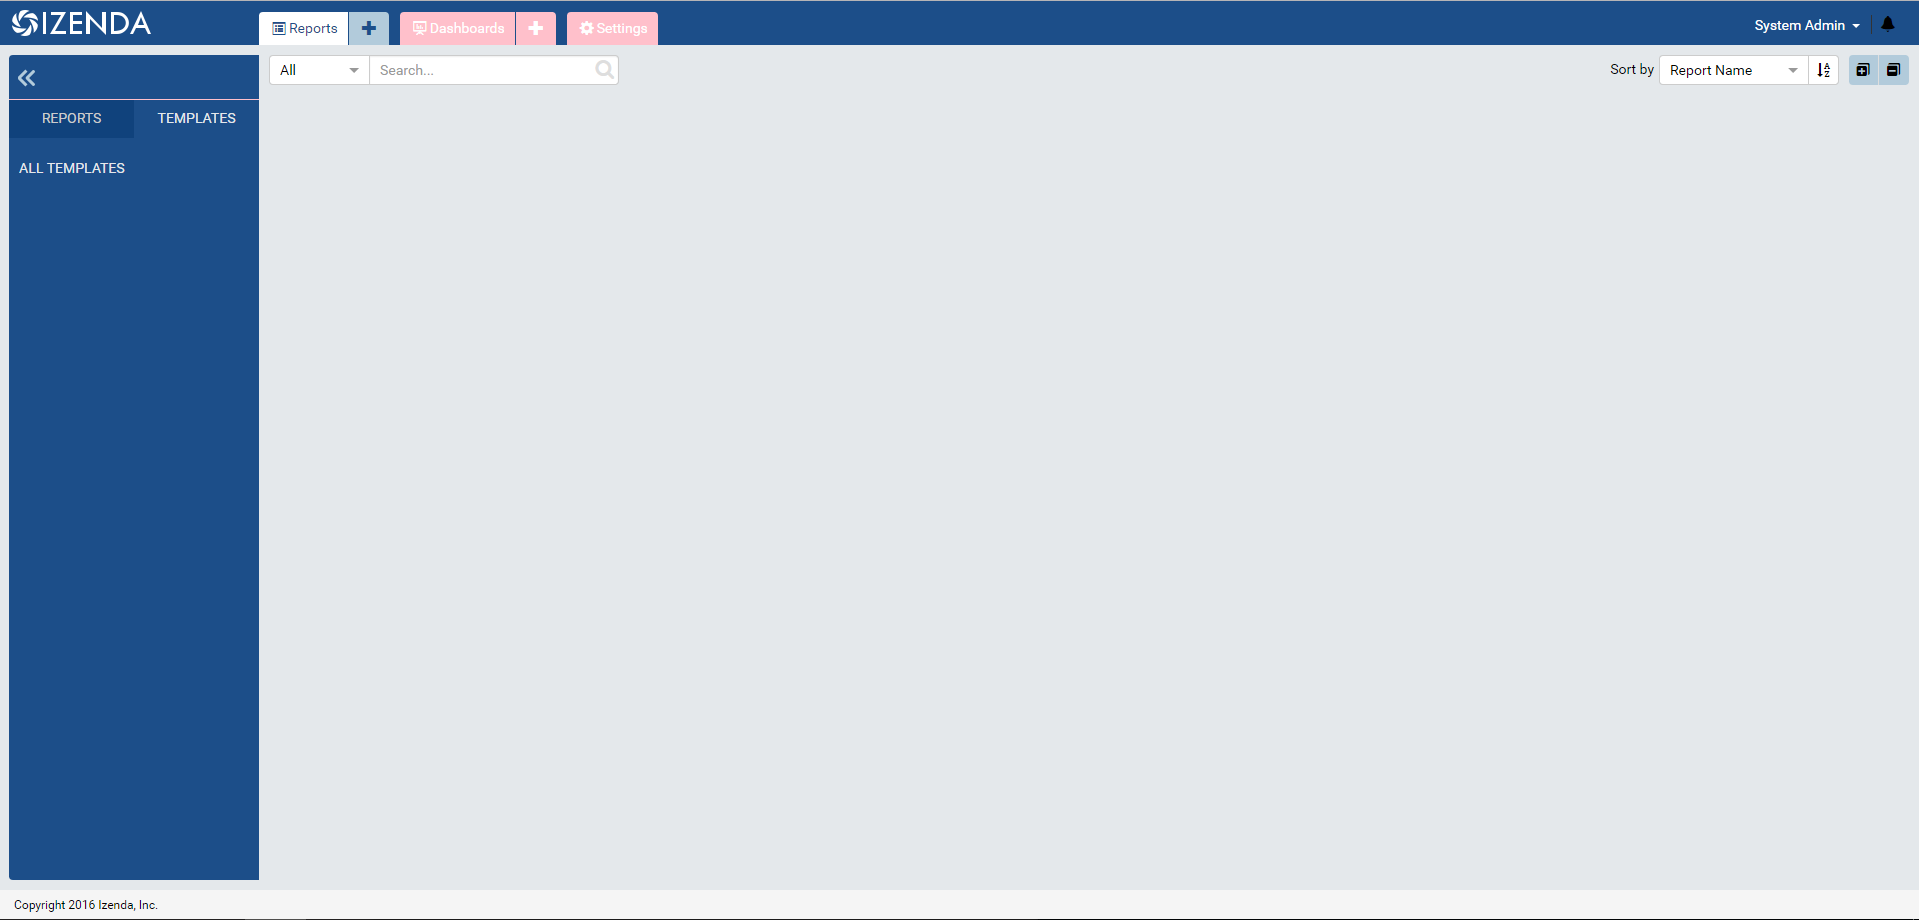 IZENDA
Reports
Dashboards
Settings
System Admin
All
Search...
Sort by
Report Name
REPORTS
TEMPLATES
ALL TEMPLATES
Copyright 2016 Izenda, Inc.